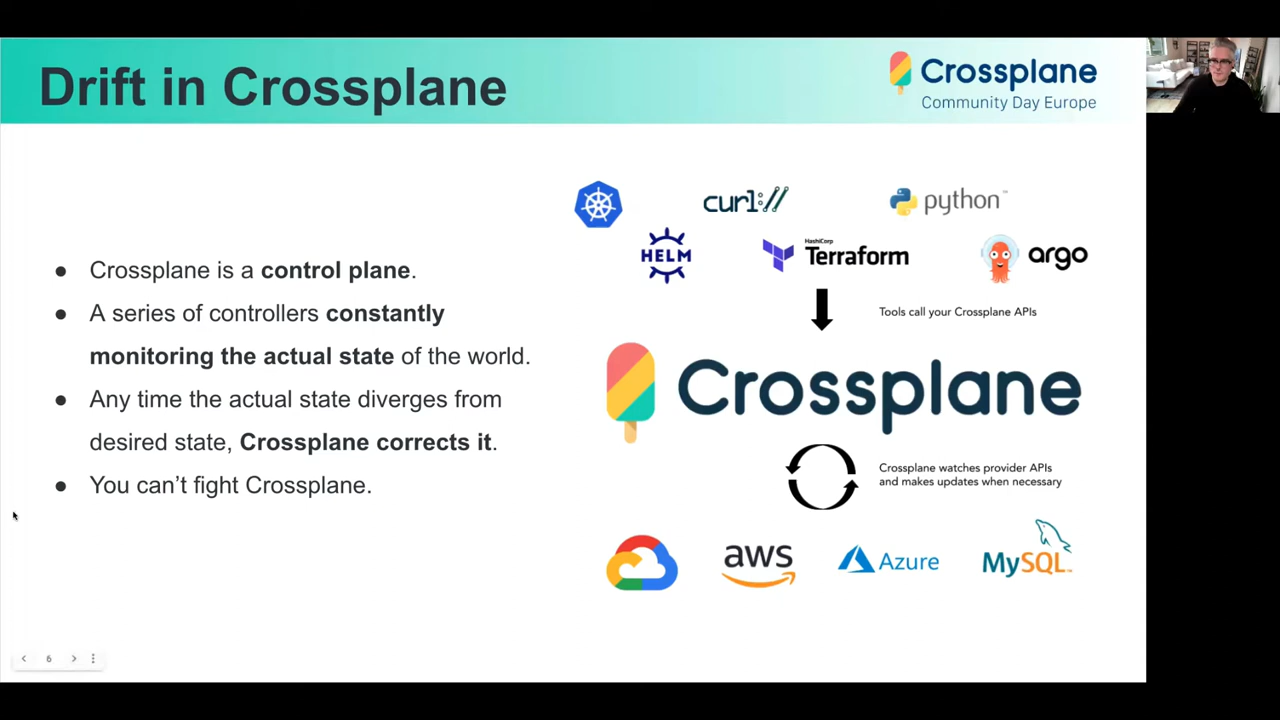 Drift in Crossplane
Crossplane
Community Day Europe
● Crossplane is a control plane.
● A series of controllers constantly
monitoring the actual state of the world.
● Any time the actual state diverges from
desired state, Crossplane corrects it.
● You can’t fight Crossplane.
curl://
python™
HELM
HashiCorp
Terraform
argo
Tools call your Crossplane APIs
Crossplane
Crossplane watches provider APIs
and makes updates when necessary
aws
Azure
MySQL™
6